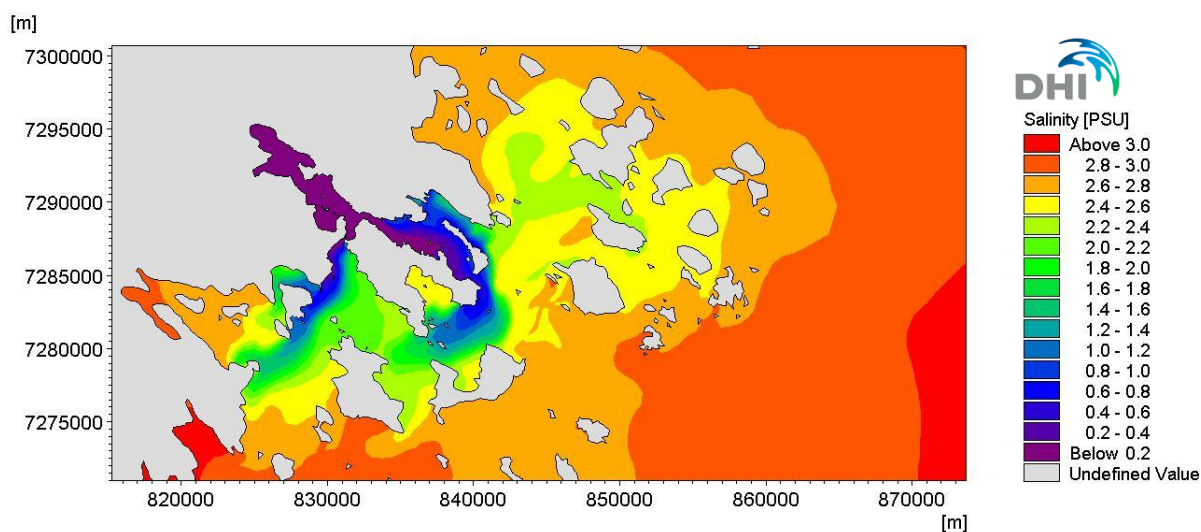 [m]
7300000
7295000
7290000
7285000
7280000
7275000
820000 830000 840000 850000 860000 870000
[m]
DHI
Salinity [PSU]
Above 3.0
2.8 - 3.0
2.6 - 2.8
2.4 - 2.6
2.2 - 2.4
2.0 - 2.2
1.8 - 2.0
1.6 - 1.8
1.4 - 1.6
1.2 - 1.4
1.0 - 1.2
0.8 - 1.0
0.6 - 0.8
0.4 - 0.6
0.2 - 0.4
Below 0.2
Undefined Value